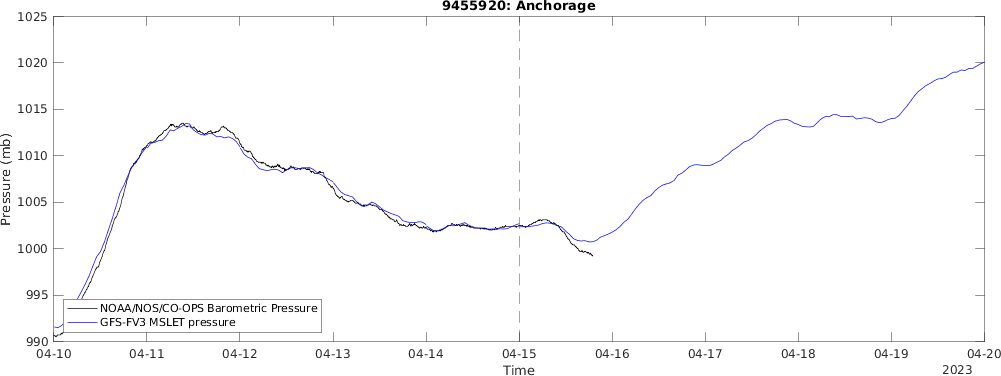 9455920: Anchorage
Pressure (mb)
1025
1020
1015
1010
1005
1000
995
990
NOAA/NOS/CO-OPS Barometric Pressure
GFS-FV3 MSLET pressure
04-10 04-11 04-12 04-13 04-14 04-15 04-16 04-17 04-18 04-19 04-20
Time
2023